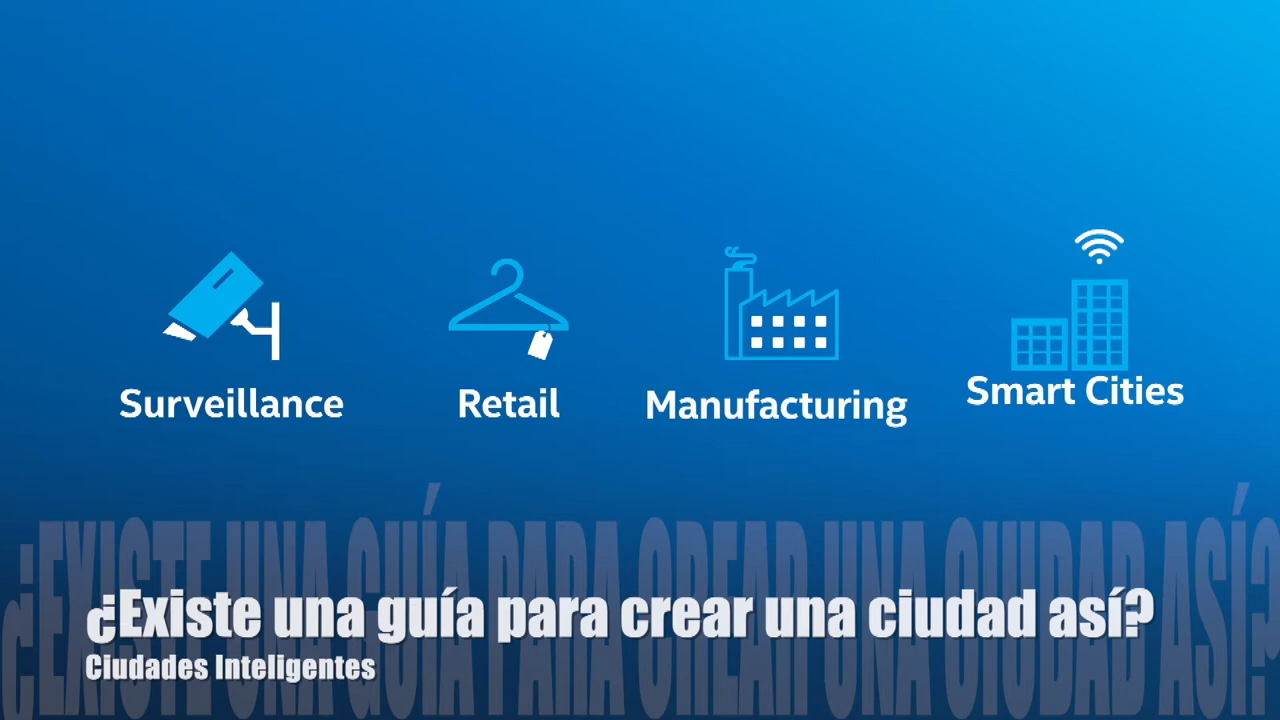 Surveillance
Retail
Manufacturing
Smart Cities
¿EXISTE UNA GUÍA PARA CREAR UNA CIUDAD ASÍ?
¿Existe una guía para crear una ciudad así?
Ciudades Inteligentes